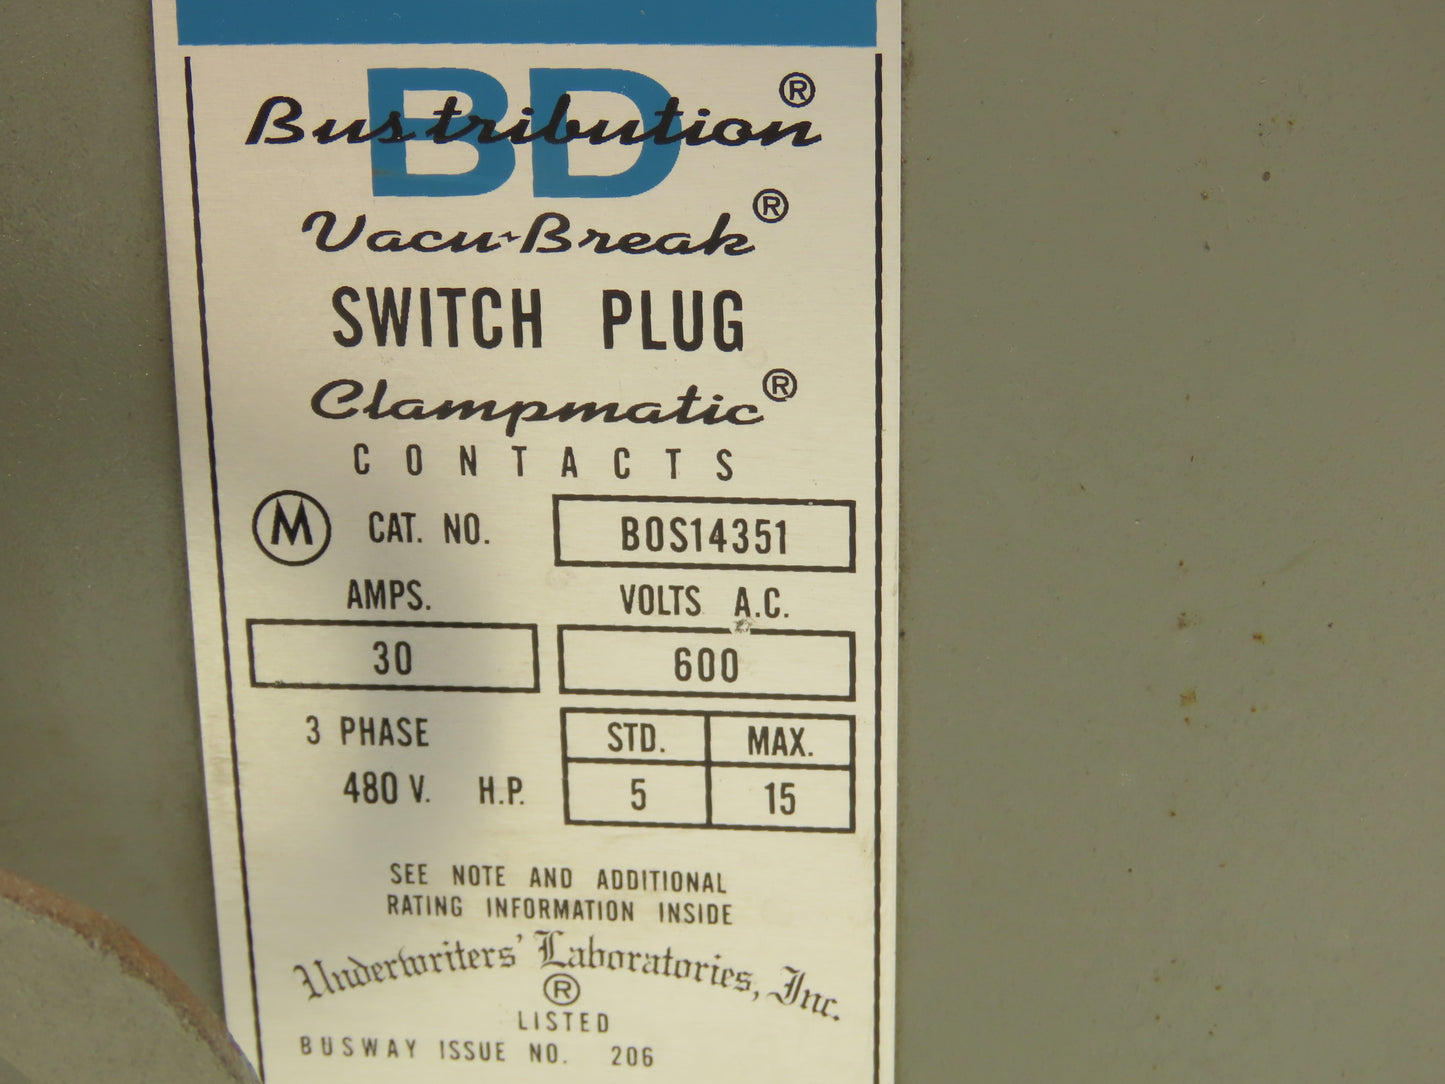 BD
Bustribution®
Vacu-Break®
SWITCH PLUG
Clampmatic®
CONTACTS
M CAT. NO. BOS14351
AMPS. VOLTS A.C.
30 600
3 PHASE STD. MAX.
480 V. H.P. 5 15
SEE NOTE AND ADDITIONAL
RATING INFORMATION INSIDE
Underwriters' Laboratories, Inc.
®
LISTED
BUSWAY ISSUE NO. 206